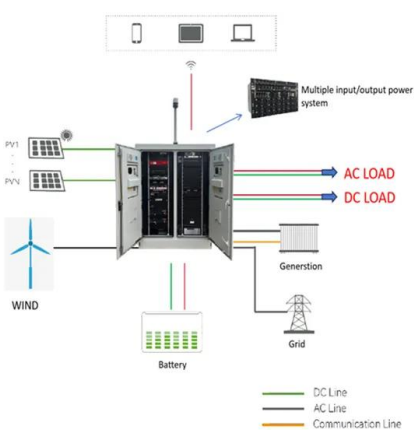 Multiple input/output power
system
PV1
PVN
AC LOAD
DC LOAD
WIND
Generstion
Grid
Battery
DC Line
AC Line
Communication Line